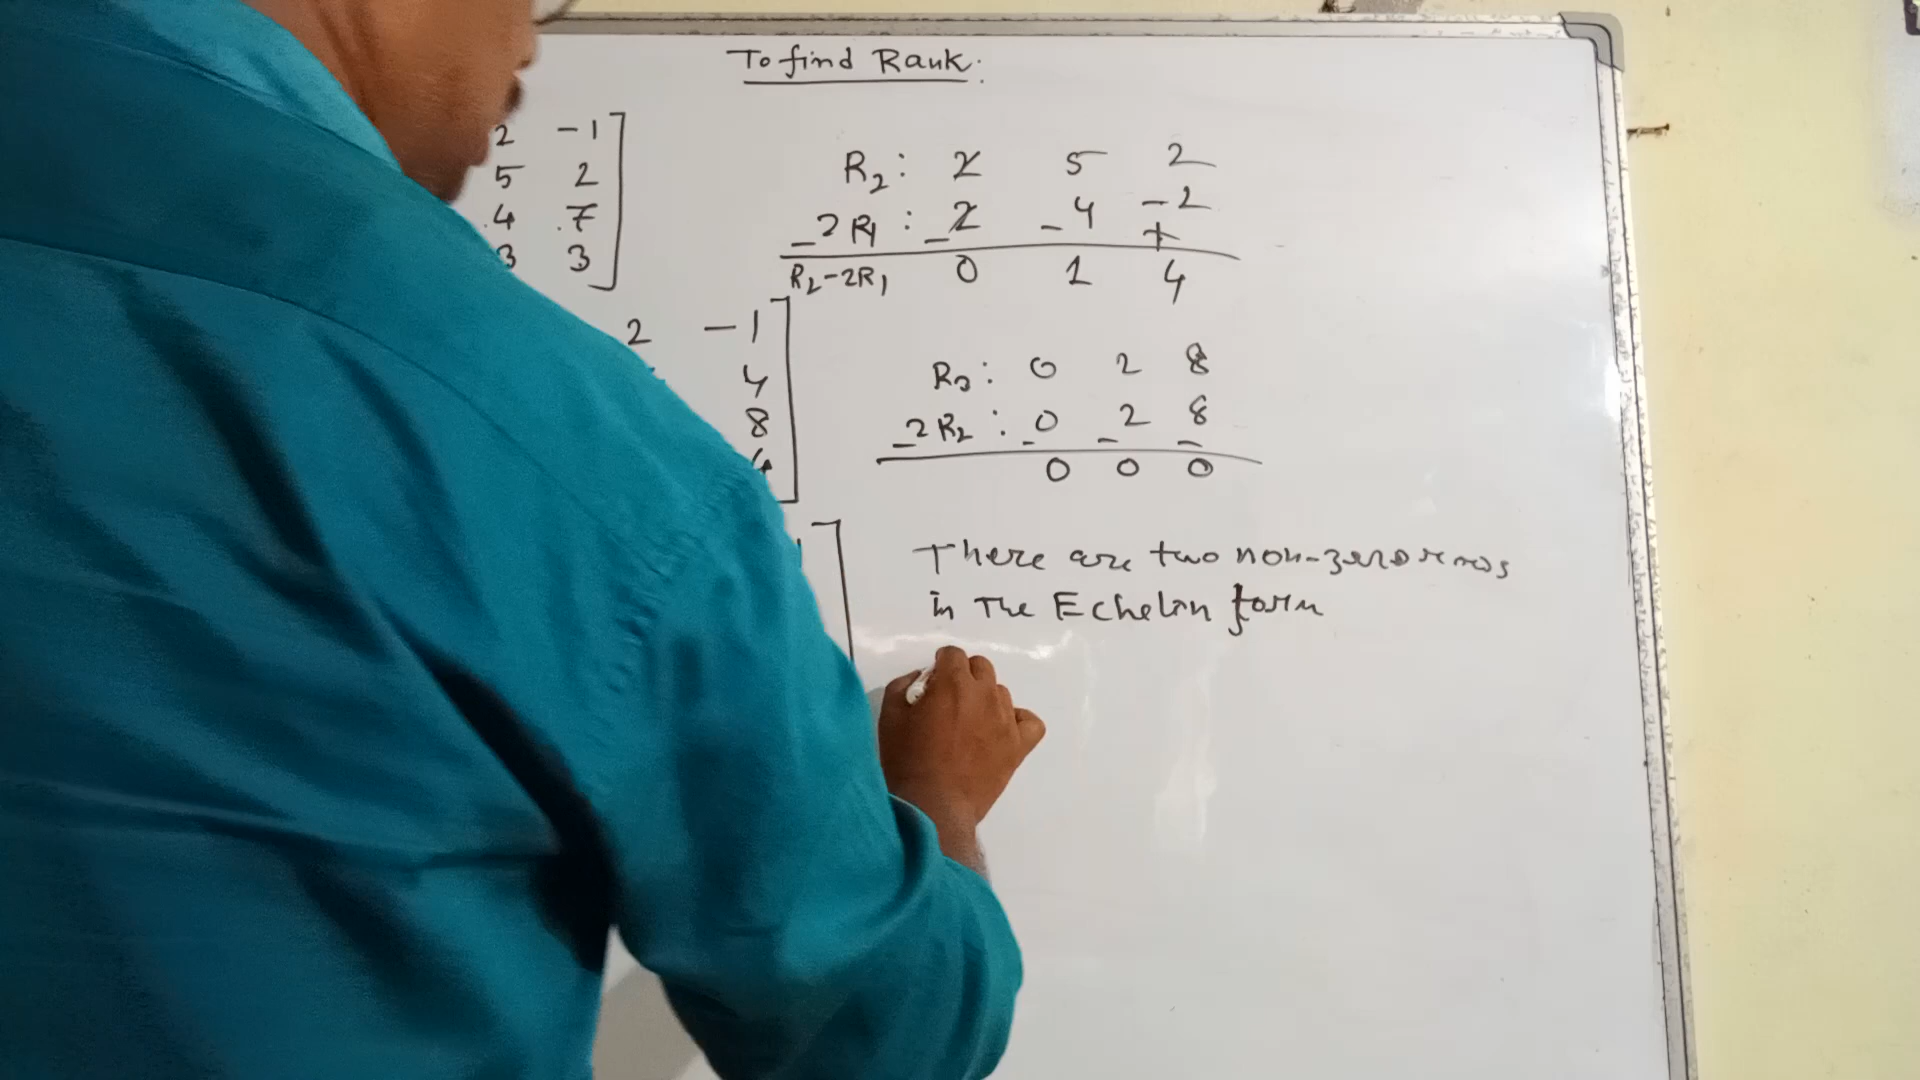 To find Rank:
2 -1
5 2
4 7
3 3
2 -1
4
8
4
R2: 2 5 2
-2R1: -2 -4 -2
+
R2-2R1 0 1 4
R3: 0 2 8
-2R2: -0 -2 -8
0 0 0
There are two non-zero rows
in The Echelon form